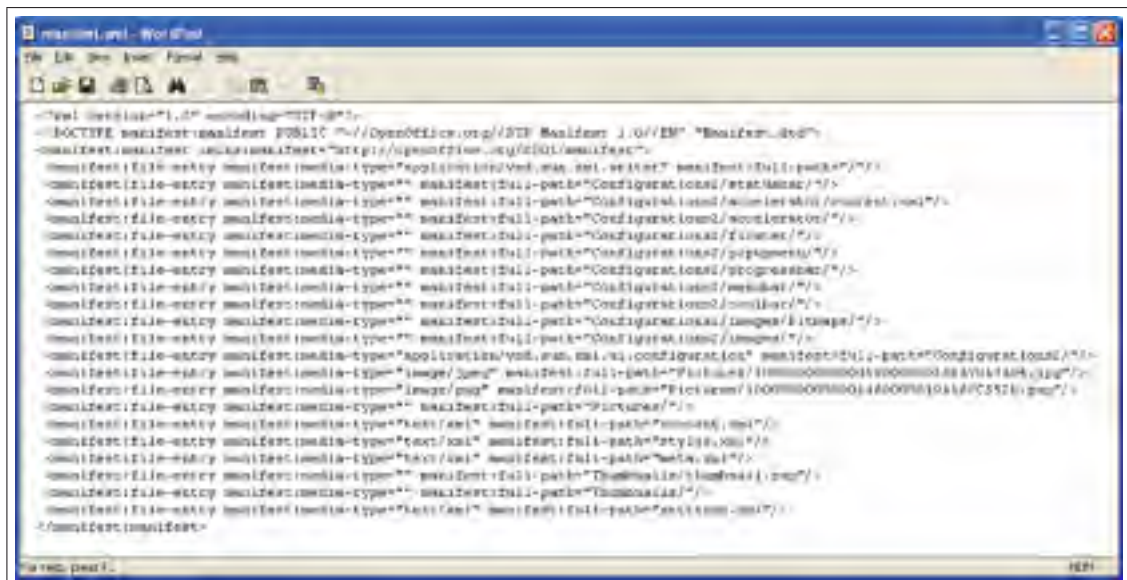 manifest.xml - WordPad
File Edit View Insert Format Help
<?xml version="1.0" encoding="UTF-8"?>
<!DOCTYPE manifest:manifest PUBLIC "-//OpenOffice.org//DTD Manifest 1.0//EN" "Manifest.dtd">
<manifest:manifest xmlns:manifest="http://openoffice.org/2001/manifest">
<manifest:file-entry manifest:media-type="application/vnd.sun.xml.writer" manifest:full-path="/"/>
<manifest:file-entry manifest:media-type="" manifest:full-path="Configurations2/statusbar/"/>
<manifest:file-entry manifest:media-type="" manifest:full-path="Configurations2/accelerator/current.xml"/>
<manifest:file-entry manifest:media-type="" manifest:full-path="Configurations2/accelerator/"/>
<manifest:file-entry manifest:media-type="" manifest:full-path="Configurations2/floater/"/>
<manifest:file-entry manifest:media-type="" manifest:full-path="Configurations2/popupmenu/"/>
<manifest:file-entry manifest:media-type="" manifest:full-path="Configurations2/progressbar/"/>
<manifest:file-entry manifest:media-type="" manifest:full-path="Configurations2/menubar/"/>
<manifest:file-entry manifest:media-type="" manifest:full-path="Configurations2/toolbar/"/>
<manifest:file-entry manifest:media-type="" manifest:full-path="Configurations2/images/Bitmaps/"/>
<manifest:file-entry manifest:media-type="" manifest:full-path="Configurations2/images/"/>
<manifest:file-entry manifest:media-type="application/vnd.sun.xml.ui.configuration" manifest:full-path="Configurations2/"/>
<manifest:file-entry manifest:media-type="image/jpeg"
<manifest:file-entry manifest:media-type="image/png"
<manifest:file-entry manifest:media-type="" manifest:full-path="Pictures/"/>
<manifest:file-entry manifest:media-type="text/xml" manifest:full-path="content.xml"/>
<manifest:file-entry manifest:media-type="text/xml" manifest:full-path="styles.xml"/>
<manifest:file-entry manifest:media-type="text/xml" manifest:full-path="meta.xml"/>
<manifest:file-entry manifest:media-type="" manifest:full-path="Thumbnails/thumbnail.png"/>
<manifest:file-entry manifest:media-type="" manifest:full-path="Thumbnails/"/>
<manifest:file-entry manifest:media-type="text/xml" manifest:full-path="settings.xml"/>
</manifest:manifest>
For Help, press F1
NUM